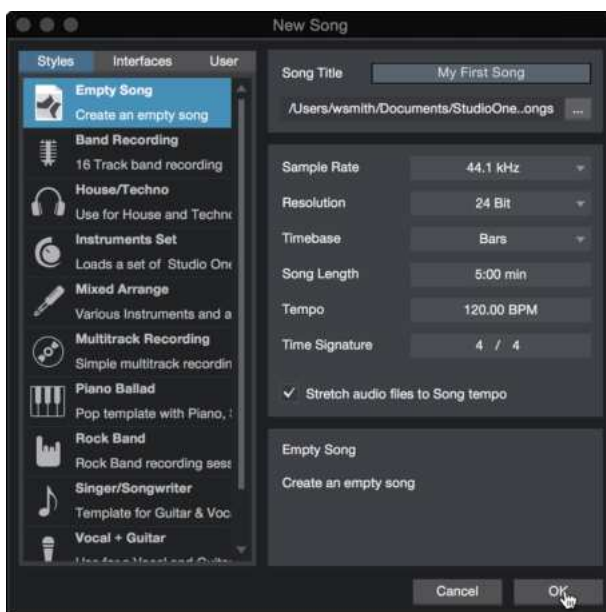 New Song
Styles Interfaces User
Empty Song
Create an empty song
Band Recording
16 Track band recording
House/Techno
Use for House and Techno
Instruments Set
Loads a set of Studio One
Mixed Arrange
Various Instruments and a
Multitrack Recording
Simple multitrack recordin
Piano Ballad
Pop template with Piano,
Rock Band
Rock Band recording sess
Singer/Songwriter
Template for Guitar & Voc
Vocal + Guitar
Song Title My First Song
/Users/wsmith/Documents/StudioOne..ongs ...
Sample Rate 44.1 kHz
Resolution 24 Bit
Timebase Bars
Song Length 5:00 min
Tempo 120.00 BPM
Time Signature 4 / 4
Stretch audio files to Song tempo
Empty Song
Create an empty song
Cancel OK